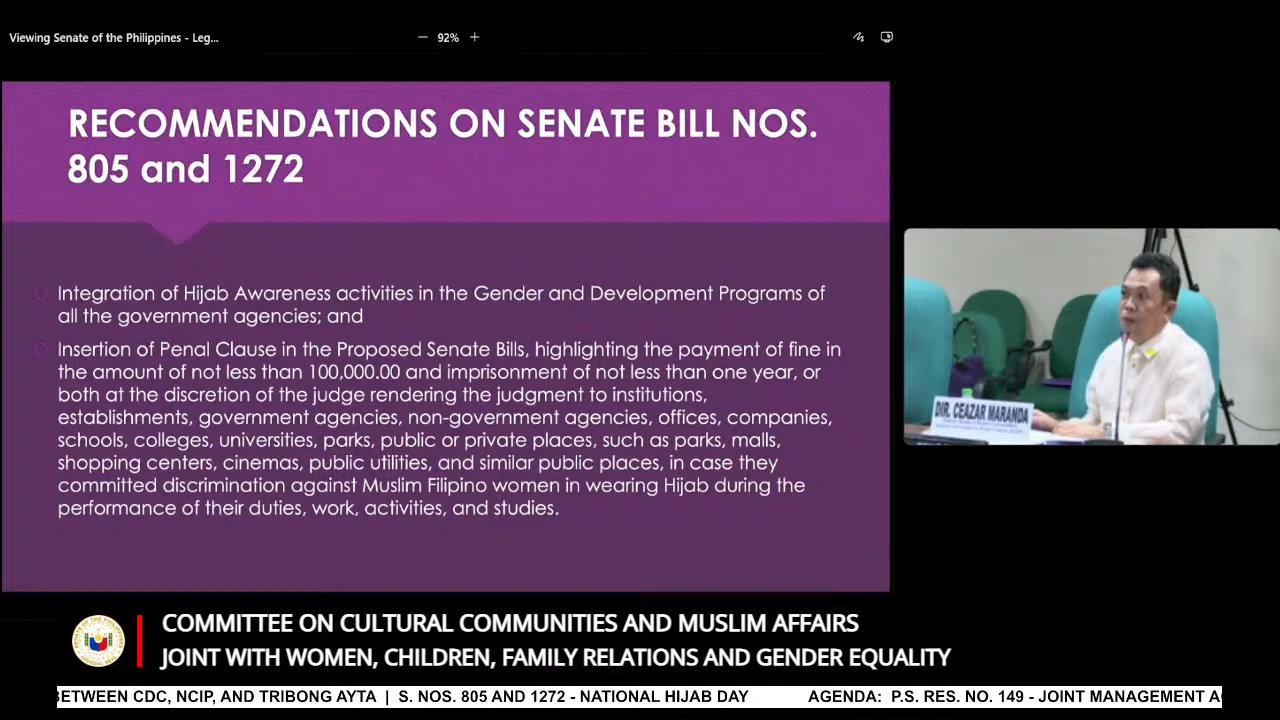 Viewing Senate of the Philippines - Leg...
92%
RECOMMENDATIONS ON SENATE BILL NOS.
805 and 1272
Integration of Hijab Awareness activities in the Gender and Development Programs of
all the government agencies; and
Insertion of Penal Clause in the Proposed Senate Bills, highlighting the payment of fine in
the amount of not less than 100,000.00 and imprisonment of not less than one year, or
both at the discretion of the judge rendering the judgment to institutions,
establishments, government agencies, non-government agencies, offices, companies,
schools, colleges, universities, parks, public or private places, such as parks, malls,
shopping centers, cinemas, public utilities, and similar public places, in case they
committed discrimination against Muslim Filipino women in wearing Hijab during the
performance of their duties, work, activities, and studies.
DIR. CEAZAR MARANDA
COMMITTEE ON CULTURAL COMMUNITIES AND MUSLIM AFFAIRS
JOINT WITH WOMEN, CHILDREN, FAMILY RELATIONS AND GENDER EQUALITY
ETWEEN CDC, NCIP, AND TRIBONG AYTA | S. NOS. 805 AND 1272 - NATIONAL HIJAB DAY AGENDA: P.S. RES. NO. 149 - JOINT MANAGEMENT A